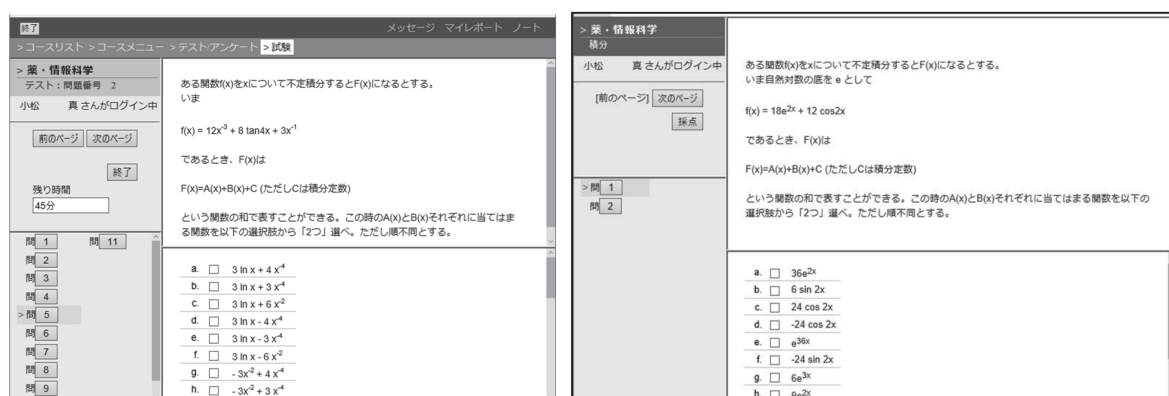 終了
メッセージ マイレポート ノート
>コースリスト >コースメニュー >テスト/アンケート >試験
> 薬・情報科学
テスト：問題番号 2
小松 真 さんがログイン中
前のページ 次のページ
終了
残り時間
45分
問 1 問 11
問 2
問 3
問 4
>問 5
問 6
問 7
問 8
問 9
ある関数f(x)をxについて不定積分するとF(x)になるとする。
いま
f(x) = 12x⁻³ + 8 tan4x + 3x⁻¹
であるとき、F(x)は
F(x)=A(x)+B(x)+C (ただしCは積分定数)
という関数の和で表すことができる。この時のA(x)とB(x)それぞれに当てはま
る関数を以下の選択肢から「2つ」選べ。ただし順不同とする。
a. 3 ln x + 4 x⁻⁴
b. 3 ln x + 3 x⁻⁴
c. 3 ln x + 6 x⁻²
d. 3 ln x - 4 x⁻⁴
e. 3 ln x - 3 x⁻⁴
f. 3 ln x - 6 x⁻²
g. - 3x⁻² + 4 x⁻⁴
h. - 3x⁻² + 3 x⁻⁴
> 薬・情報科学
積分
小松 真 さんがログイン中
[前のページ] 次のページ
採点
>問 1
問 2
ある関数f(x)をxについて不定積分するとF(x)になるとする。
いま自然対数の底を e として
f(x) = 18e²ˣ + 12 cos2x
であるとき、F(x)は
F(x)=A(x)+B(x)+C (ただしCは積分定数)
という関数の和で表すことができる。この時のA(x)とB(x)それぞれに当てはまる関数を以下の
選択肢から「2つ」選べ。ただし順不同とする。
a. 36e²ˣ
b. 6 sin 2x
c. 24 cos 2x
d. -24 cos 2x
e. e³⁶ˣ
f. -24 sin 2x
g. 6e³ˣ
h. 9e²ˣ